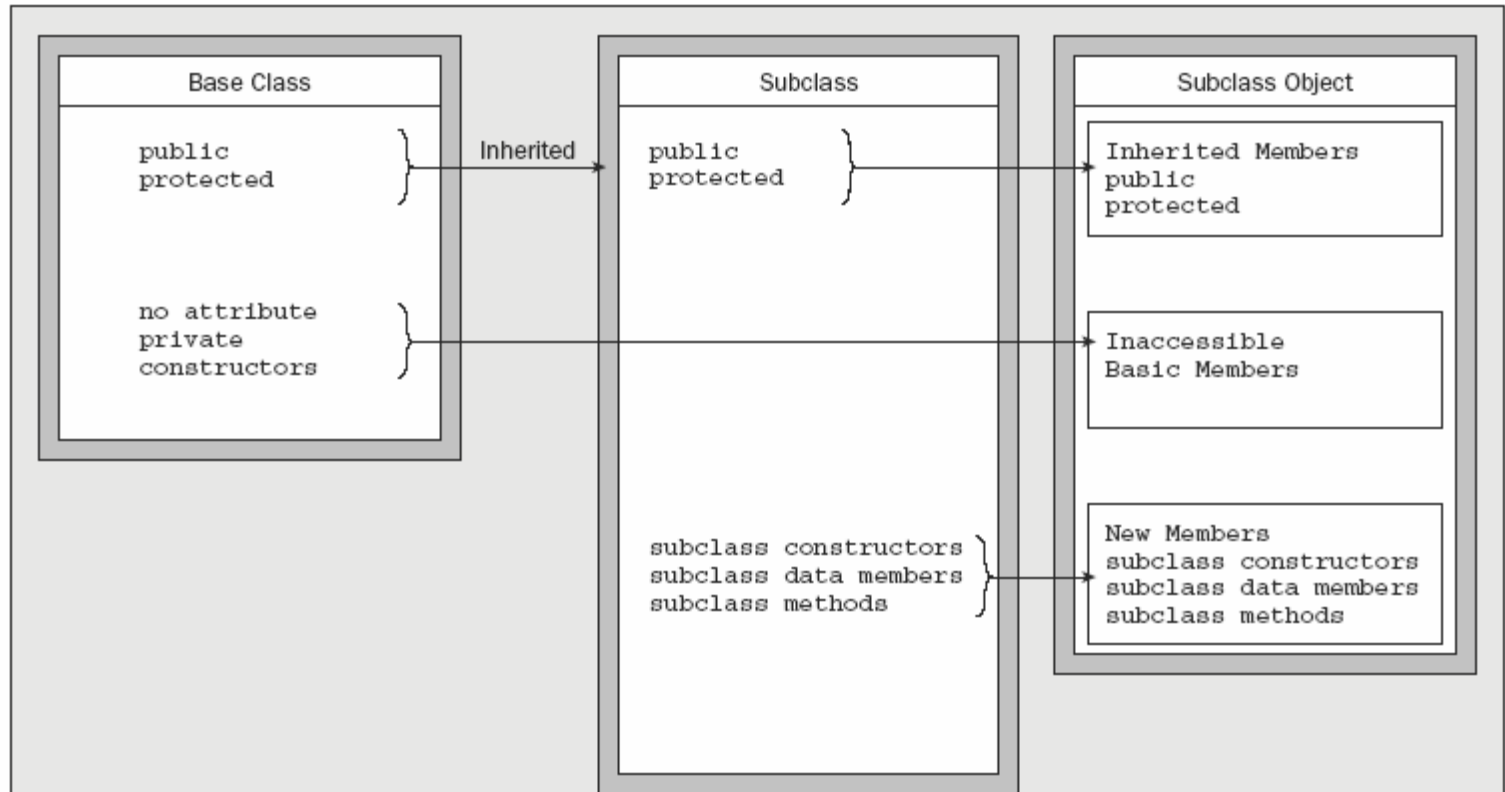 Base Class
public
protected
no attribute
private
constructors
Inherited
Subclass
public
protected
subclass constructors
subclass data members
subclass methods
Subclass Object
Inherited Members
public
protected
Inaccessible
Basic Members
New Members
subclass constructors
subclass data members
subclass methods